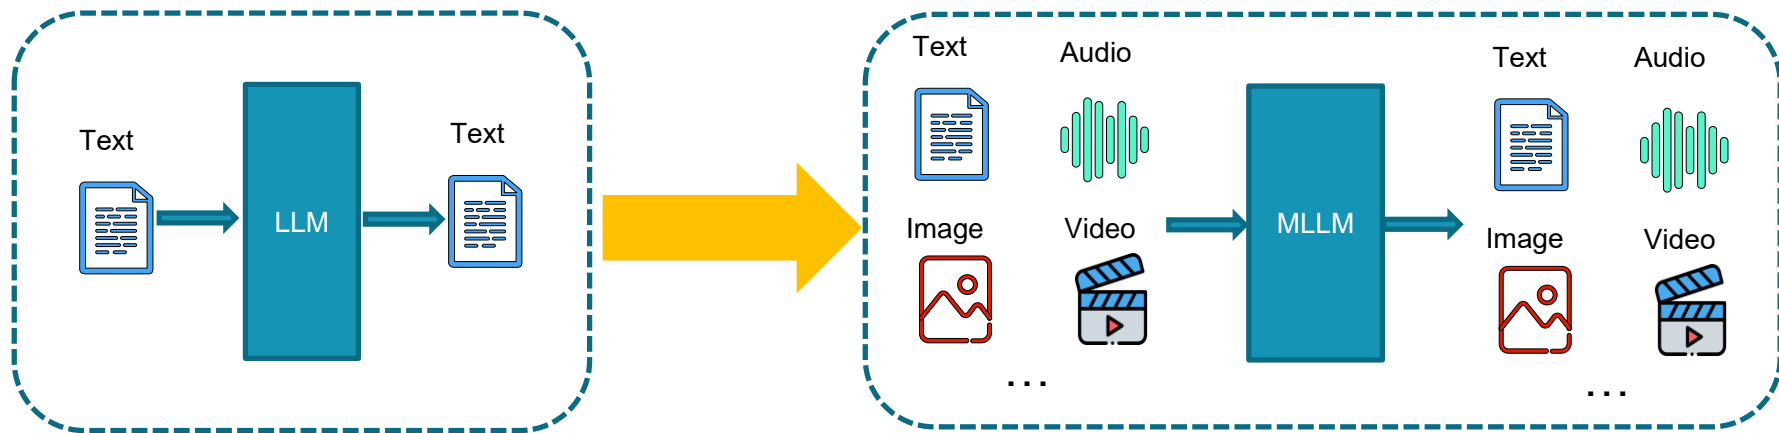 Text
LLM
Text
Text
Audio
Image
Video
...
MLLM
Text
Audio
Image
Video
...